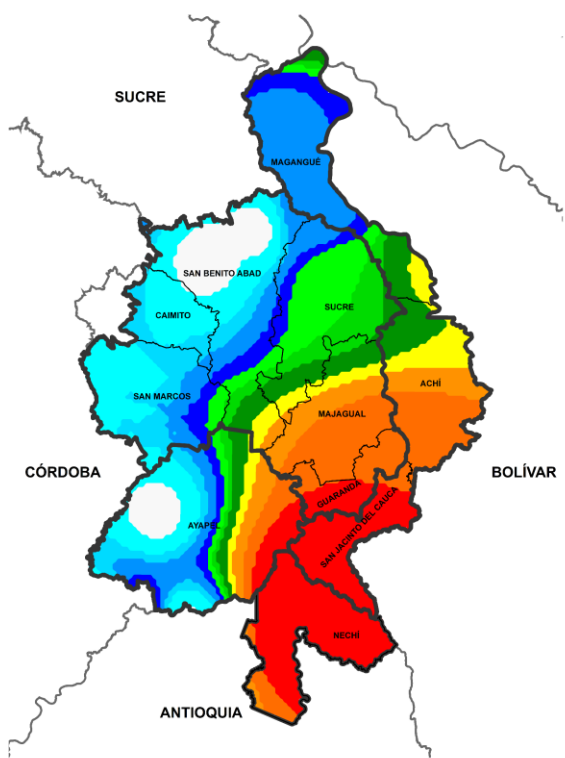 SUCRE
MAGANGUÉ
SAN BENITO ABAD
CAIMITO
SUCRE
SAN MARCOS
ACHÍ
MAJAGUAL
CÓRDOBA
BOLÍVAR
GUARANDA
SAN JACINTO DEL CAUCA
AYAPEL
NECHÍ
ANTIOQUIA